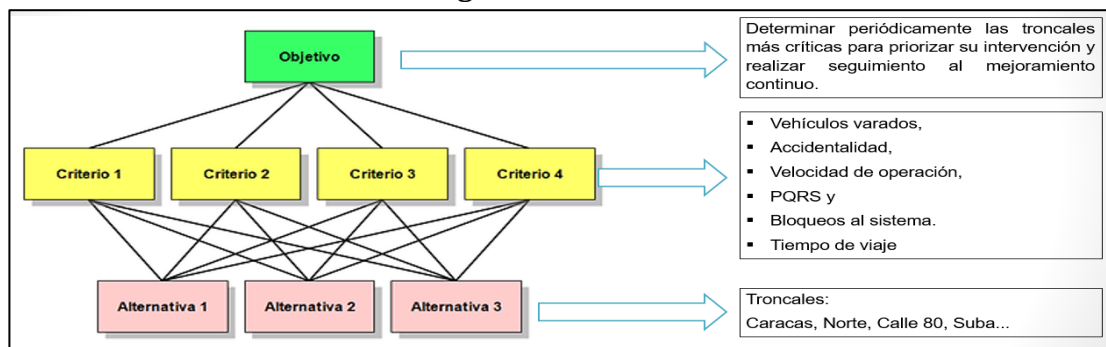 Objetivo
Determinar periódicamente las troncales
más críticas para priorizar su intervención y
realizar seguimiento al mejoramiento
continuo.
Criterio 1
Criterio 2
Criterio 3
Criterio 4
▪ Vehículos varados,
▪ Accidentalidad,
▪ Velocidad de operación,
▪ PQRS y
▪ Bloqueos al sistema.
▪ Tiempo de viaje
Alternativa 1
Alternativa 2
Alternativa 3
Troncales:
Caracas, Norte, Calle 80, Suba...